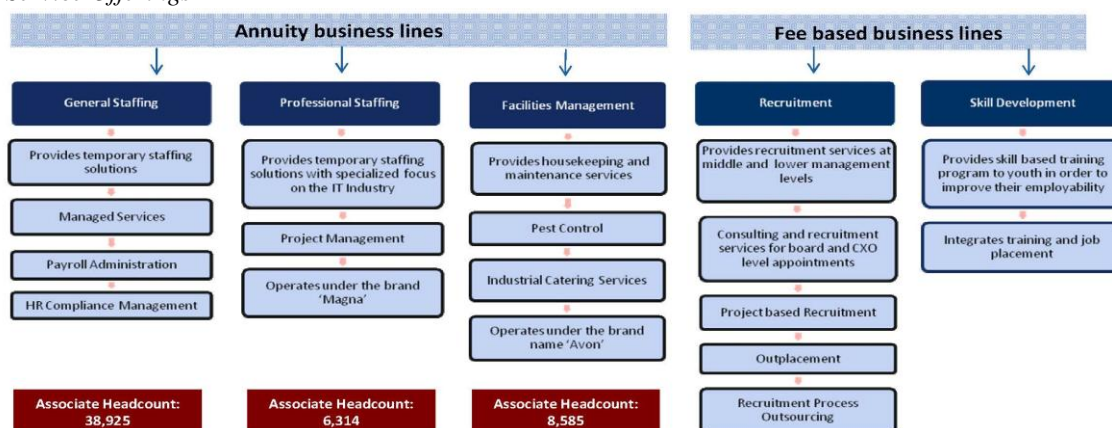 Annuity business lines
Fee based business lines
General Staffing
Provides temporary staffing
solutions
Managed Services
Payroll Administration
HR Compliance Management
Associate Headcount:
38,925
Professional Staffing
Provides temporary staffing
solutions with specialized focus
on the IT Industry
Project Management
Operates under the brand
‘Magna’
Associate Headcount:
6,314
Facilities Management
Provides housekeeping and
maintenance services
Pest Control
Industrial Catering Services
Operates under the brand
name ‘Avon’
Associate Headcount:
8,585
Recruitment
Provides recruitment services at
middle and lower management
levels
Consulting and recruitment
services for board and CXO
level appointments
Project based Recruitment
Outplacement
Recruitment Process
Outsourcing
Skill Development
Provides skill based training
program to youth in order to
improve their employability
Integrates training and job
placement